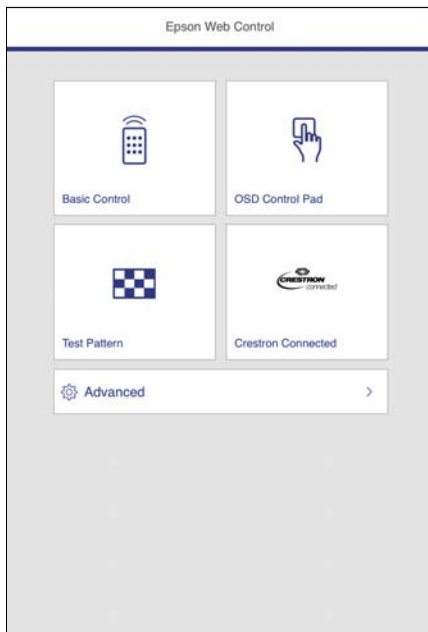 Epson Web Control
Basic Control
OSD Control Pad
CRESTRON
connected
Test Pattern
Crestron Connected
Advanced